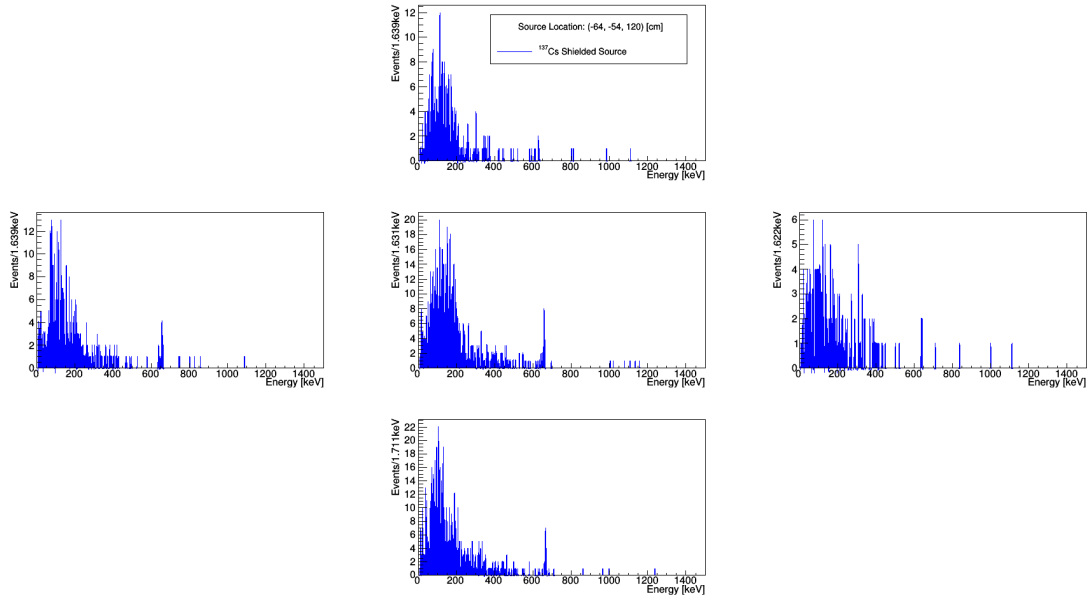 Events/1.639keV
12
10
8
6
4
2
0
Source Location: (-64, -54, 120) [cm]
137Cs Shielded Source
0 200 400 600 800 1000 1200 1400
Energy [keV]
Events/1.639keV
12
10
8
6
4
2
0
0 200 400 600 800 1000 1200 1400
Energy [keV]
Events/1.631keV
20
18
16
14
12
10
8
6
4
2
0
0 200 400 600 800 1000 1200 1400
Energy [keV]
Events/1.622keV
6
5
4
3
2
1
0
0 200 400 600 800 1000 1200 1400
Energy [keV]
Events/1.711keV
22
20
18
16
14
12
10
8
6
4
2
0
0 200 400 600 800 1000 1200 1400
Energy [keV]